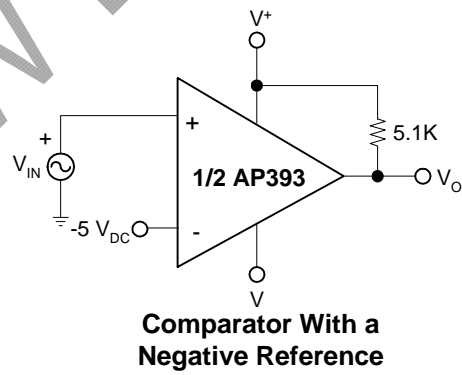 V+
+
5.1K
+
VIN
1/2 AP393
VO
-5 VDC
-
V
Comparator With a
Negative Reference